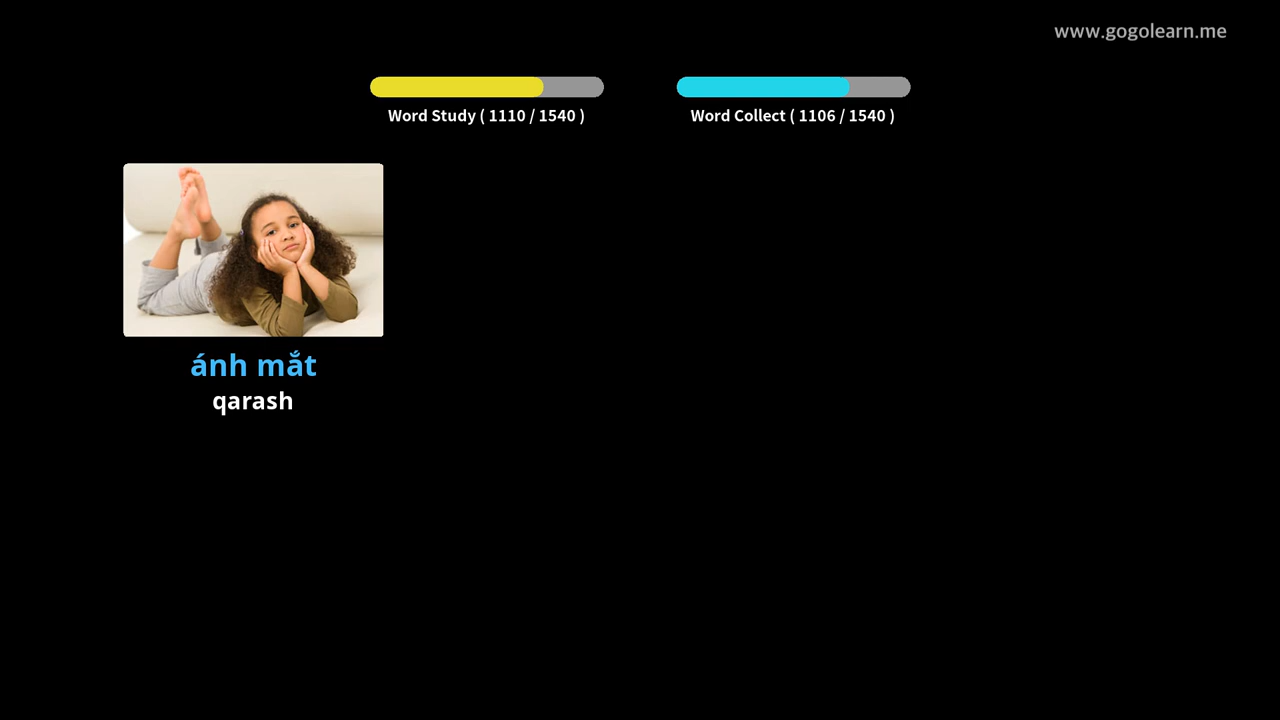 www.gogolearn.me
Word Study ( 1110 / 1540 )
Word Collect ( 1106 / 1540 )
ánh mắt
qarash